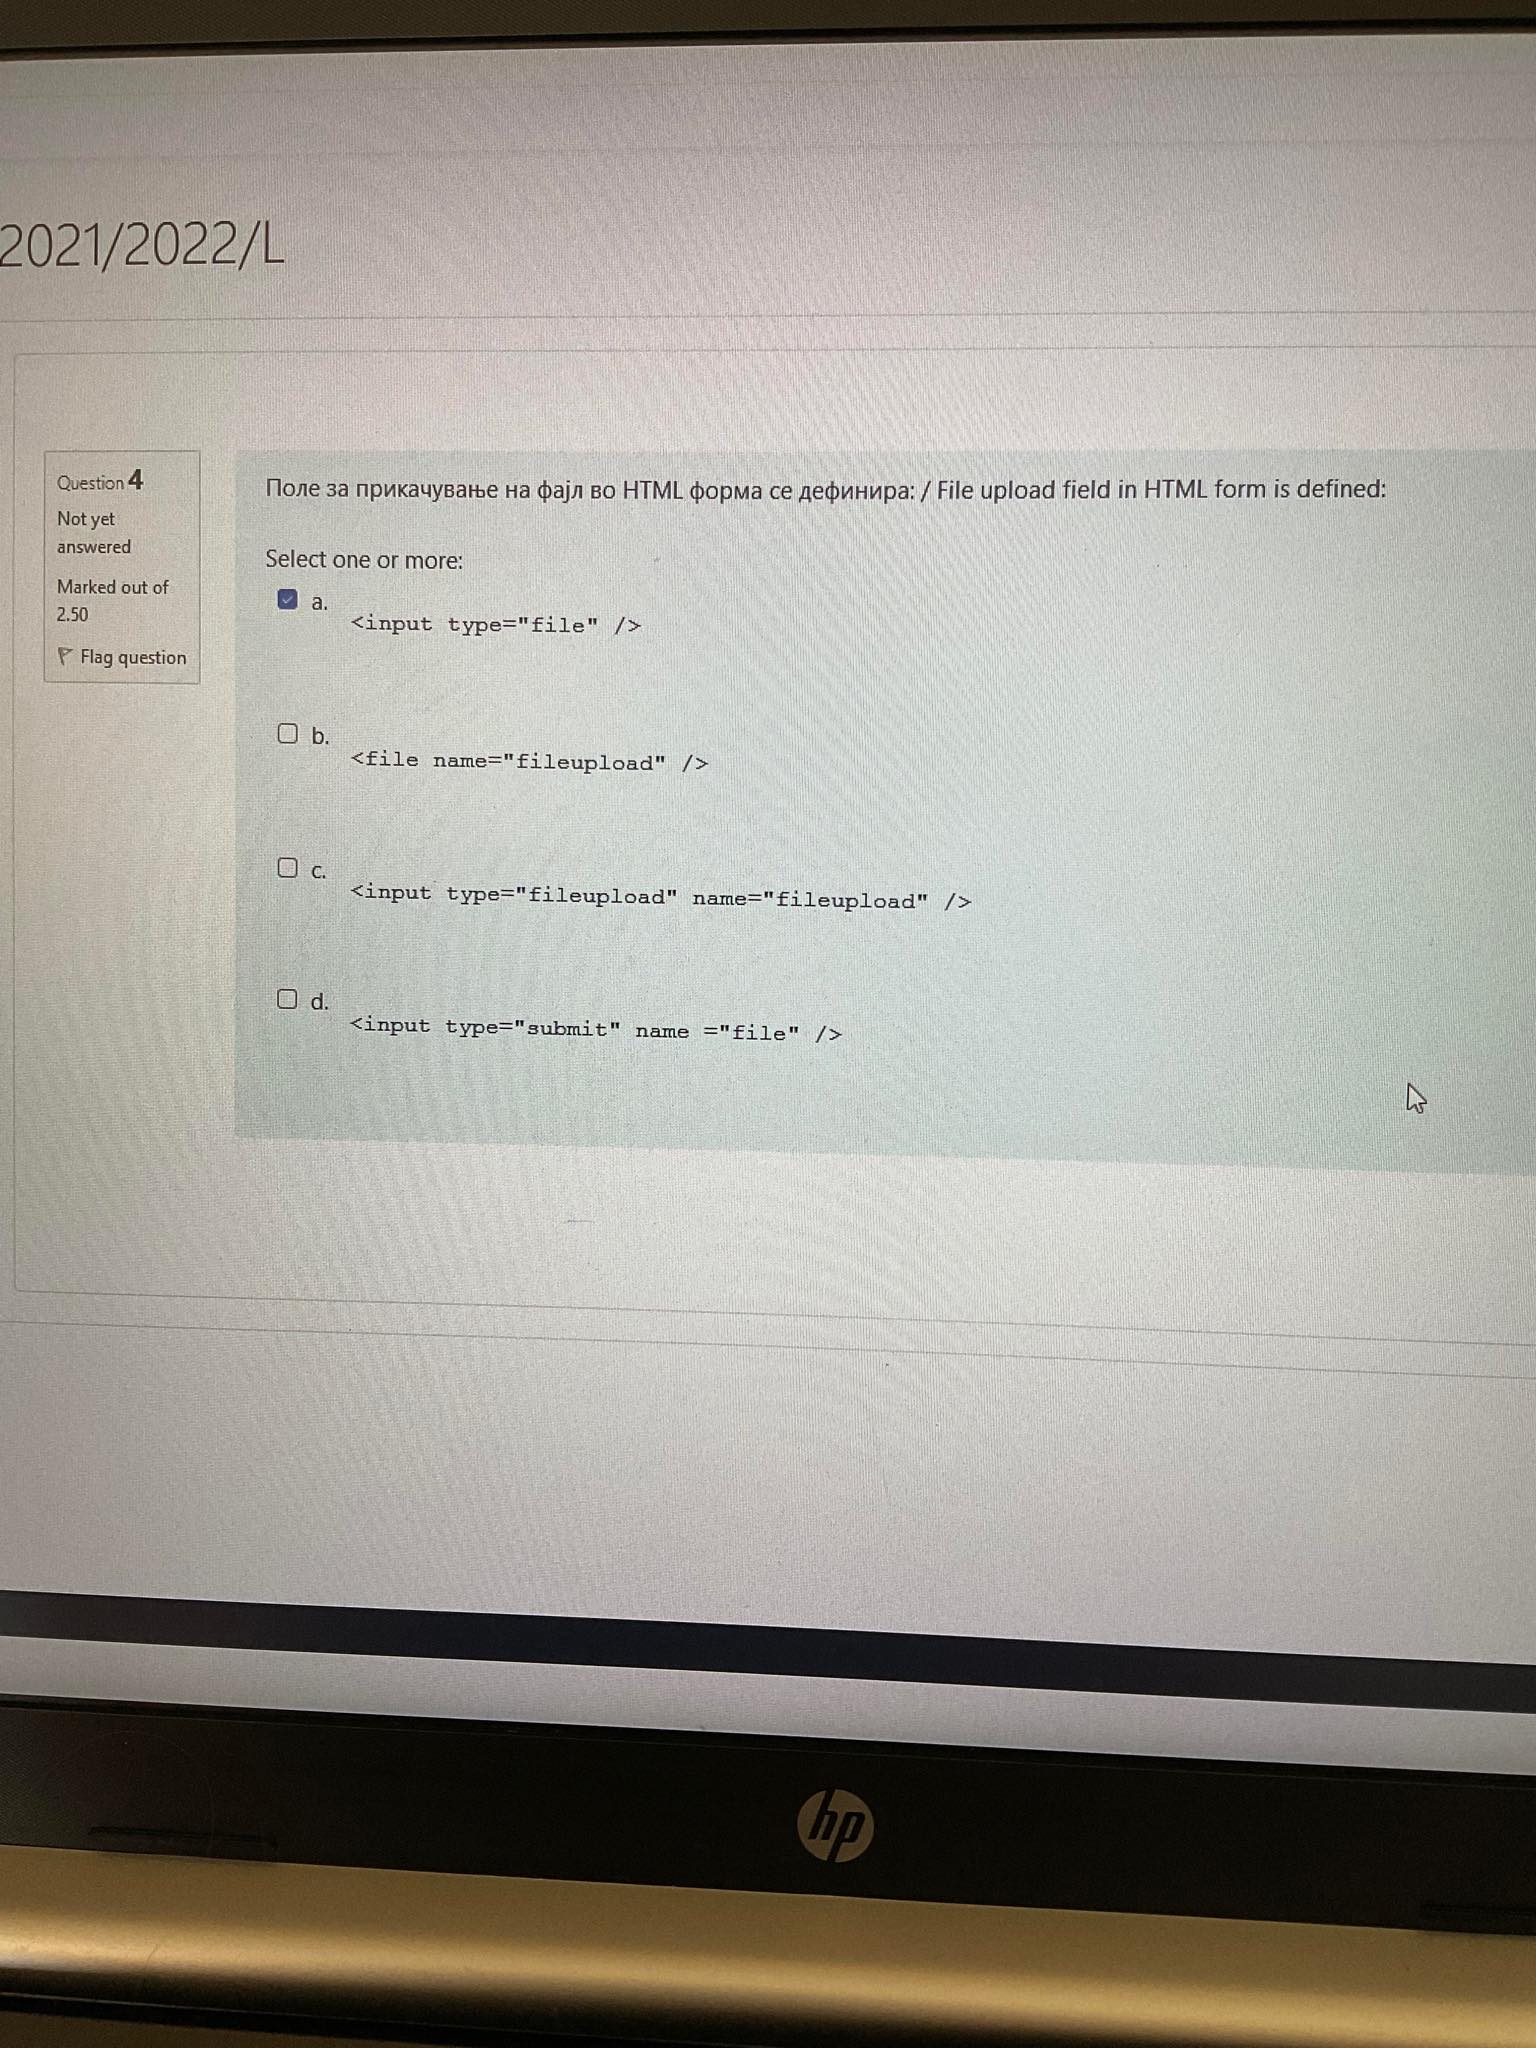 2021/2022/L
Question 4
Not yet
answered
Marked out of
2.50
Flag question
Поле за прикачување на фајл во HTML форма се дефинира: / File upload field in HTML form is defined:
Select one or more:
a.
<input type="file" />
b.
<file name="fileupload" />
c.
<input type="fileupload" name="fileupload" />
d.
<input type="submit" name ="file" />
hp